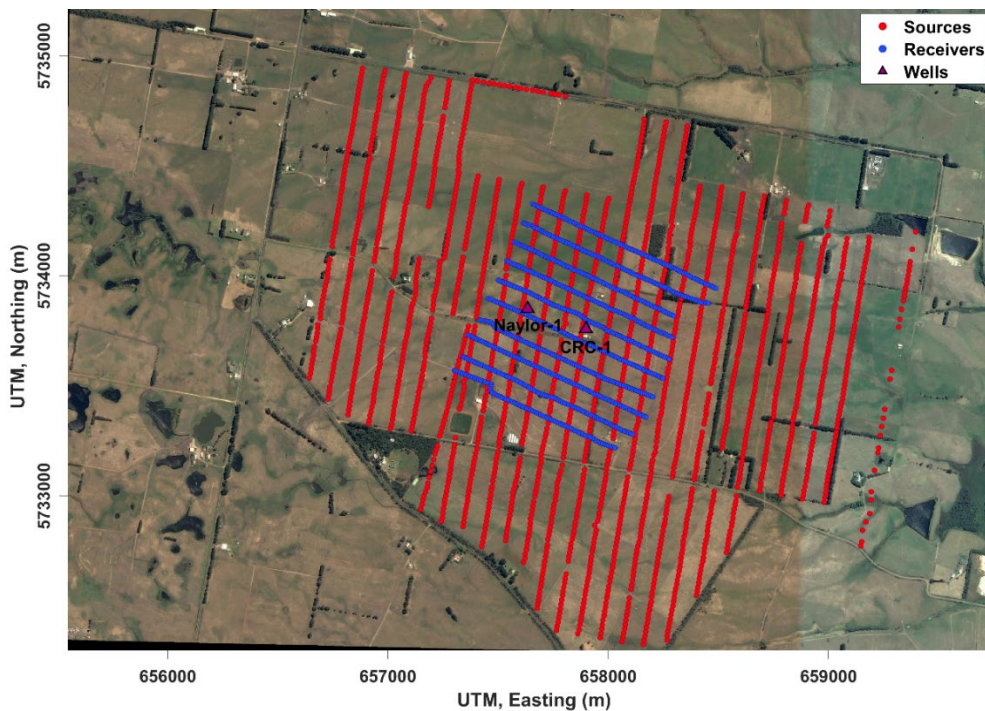 Sources
Receivers
Wells
Naylor-1
CRC-1
UTM, Northing (m)
5735000
5734000
5733000
656000
657000
658000
659000
UTM, Easting (m)